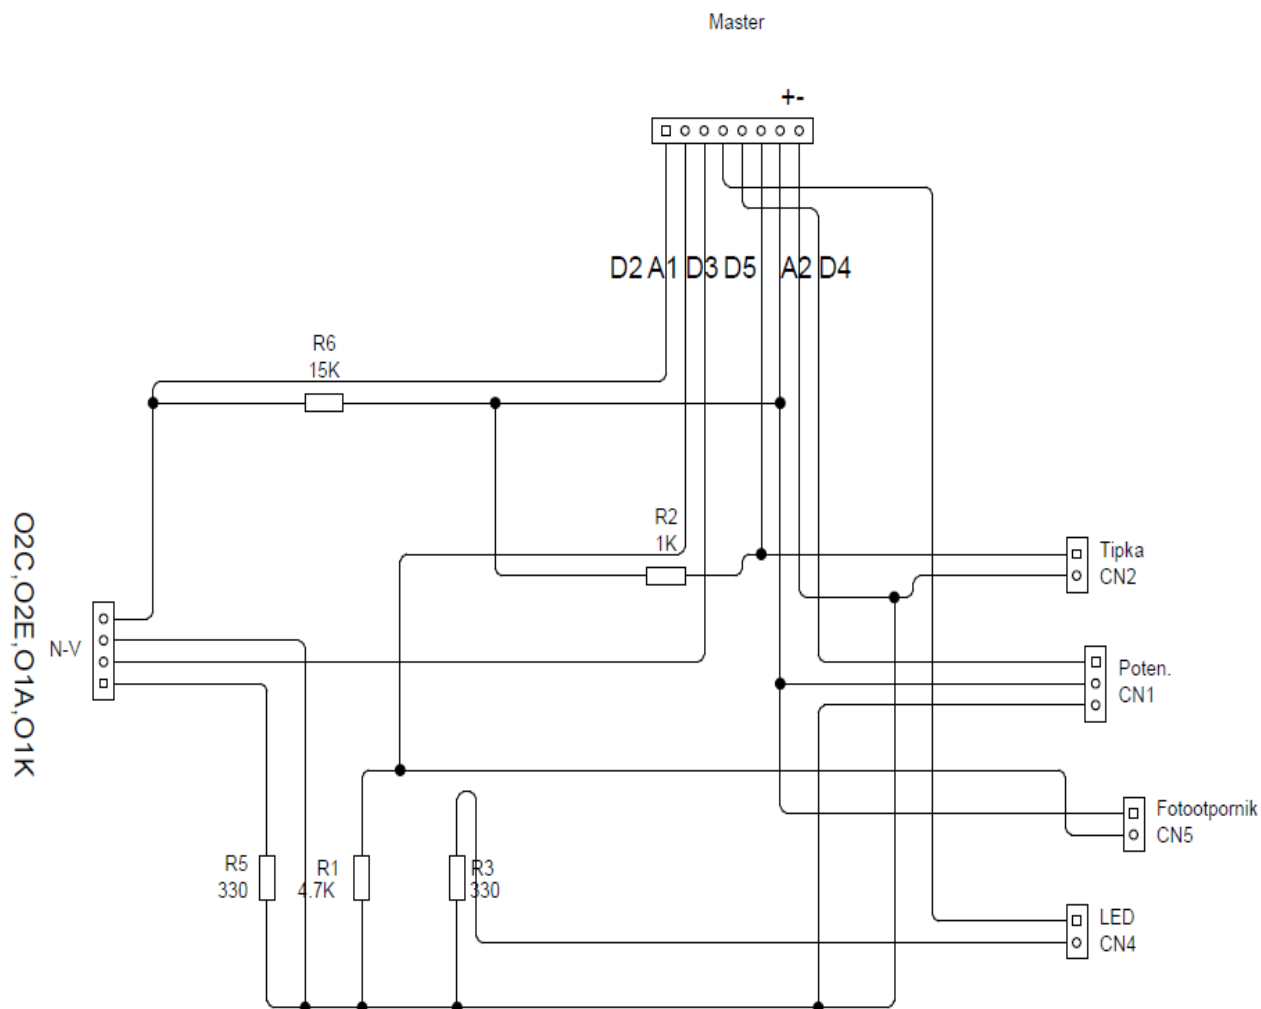 Master
+-
D2 A1 D3 D5 A2 D4
R6
15K
R2
1K
Tipka
CN2
O2C,O2E,O1A,O1K
N-V
Poten.
CN1
Fotootpornik
CN5
R5
330
R1
4.7K
R3
330
LED
CN4